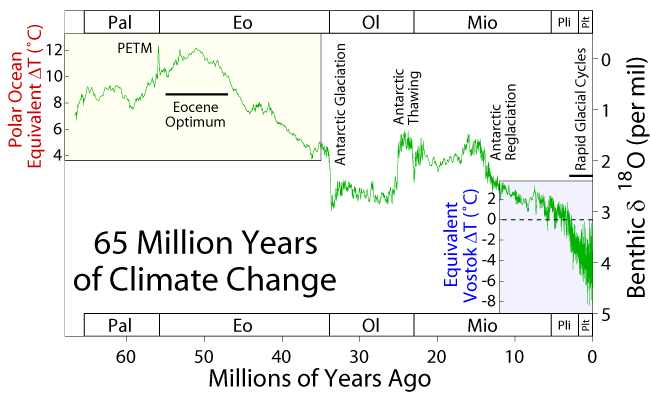 Pal Eo Ol Mio Pli Plt
Polar Ocean
Equivalent ΔT (°C)
12
10
8
6
4
PETM
Eocene
Optimum
Antarctic Glaciation
Antarctic
Thawing
Antarctic
Reglaciation
Rapid Glacial Cycles
0
1
2
3
4
5
Benthic δ 18O (per mil)
65 Million Years
of Climate Change
Equivalent
Vostok ΔT (°C)
2
0
-2
-4
-6
-8
Pal Eo Ol Mio Pli Plt
60 50 40 30 20 10 0
Millions of Years Ago